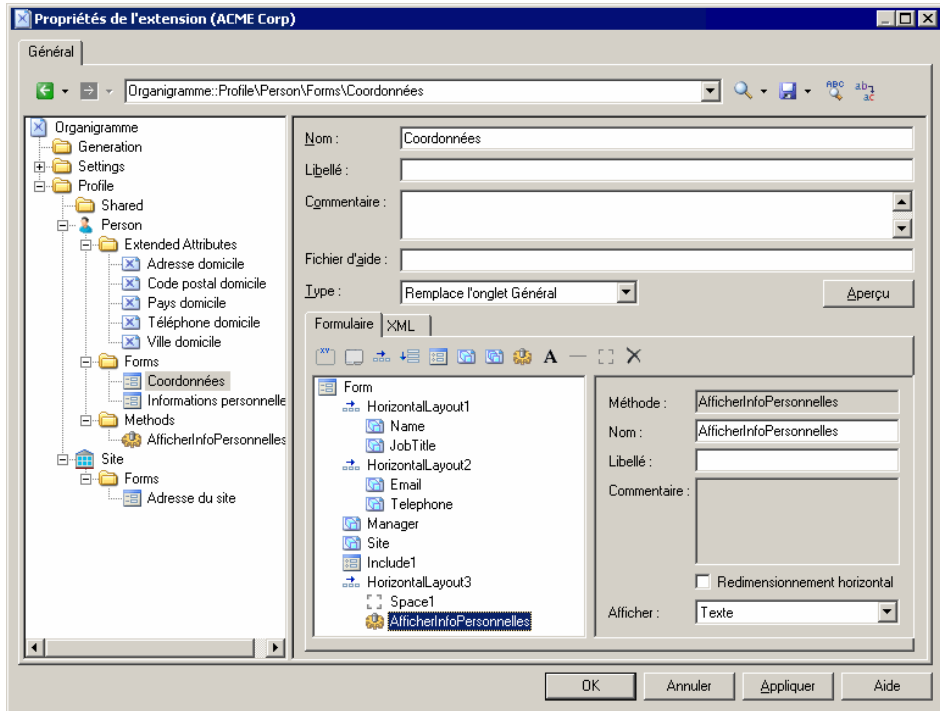 Propriétés de l'extension (ACME Corp)
Général
Organigramme::Profile\Person\Forms\Coordonnées
ABC
ab
ac
Organigramme
Generation
Settings
Profile
Shared
Person
Extended Attributes
Adresse domicile
Code postal domicile
Pays domicile
Téléphone domicile
Ville domicile
Forms
Coordonnées
Informations personnelle
Methods
AfficherInfoPersonnelles
Site
Forms
Adresse du site
Nom : Coordonnées
Libellé :
Commentaire :
Fichier d'aide :
Type : Remplace l'onglet Général Aperçu
Formulaire XML
A
Form
HorizontalLayout1
Name
JobTitle
HorizontalLayout2
Email
Telephone
Manager
Site
Include1
HorizontalLayout3
Space1
AfficherInfoPersonnelles
Méthode : AfficherInfoPersonnelles
Nom : AfficherInfoPersonnelles
Libellé :
Commentaire :
Redimensionnement horizontal
Afficher : Texte
OK Annuler Appliquer Aide